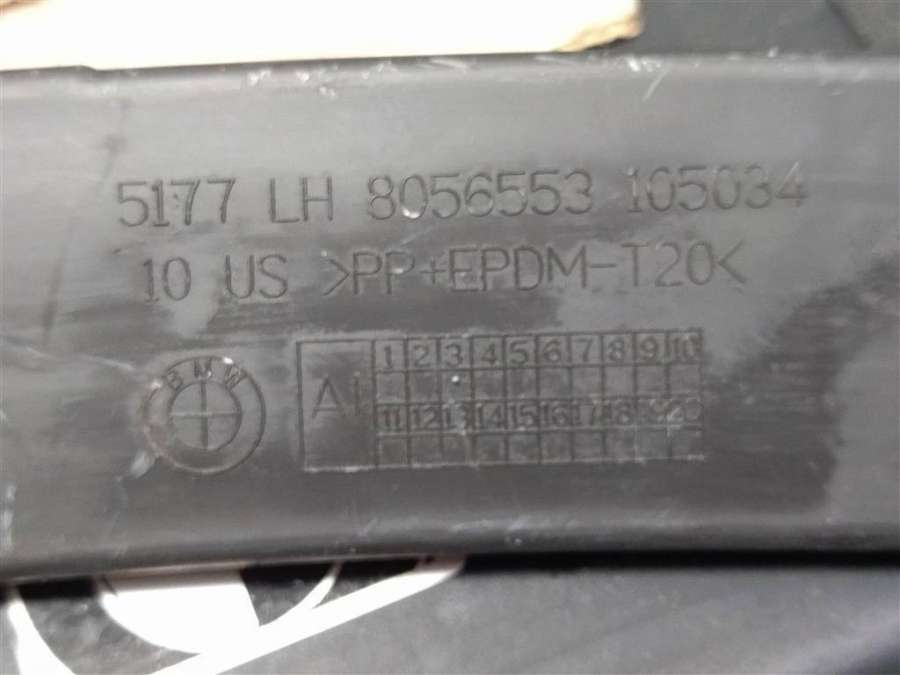 5177 LH 8056553 105034
10 US >PP+EPDM-T20<
BMW
AI
1 2 3 4 5 6 7 8 9 10
11 12 13 14 15 16 17 18 19 20